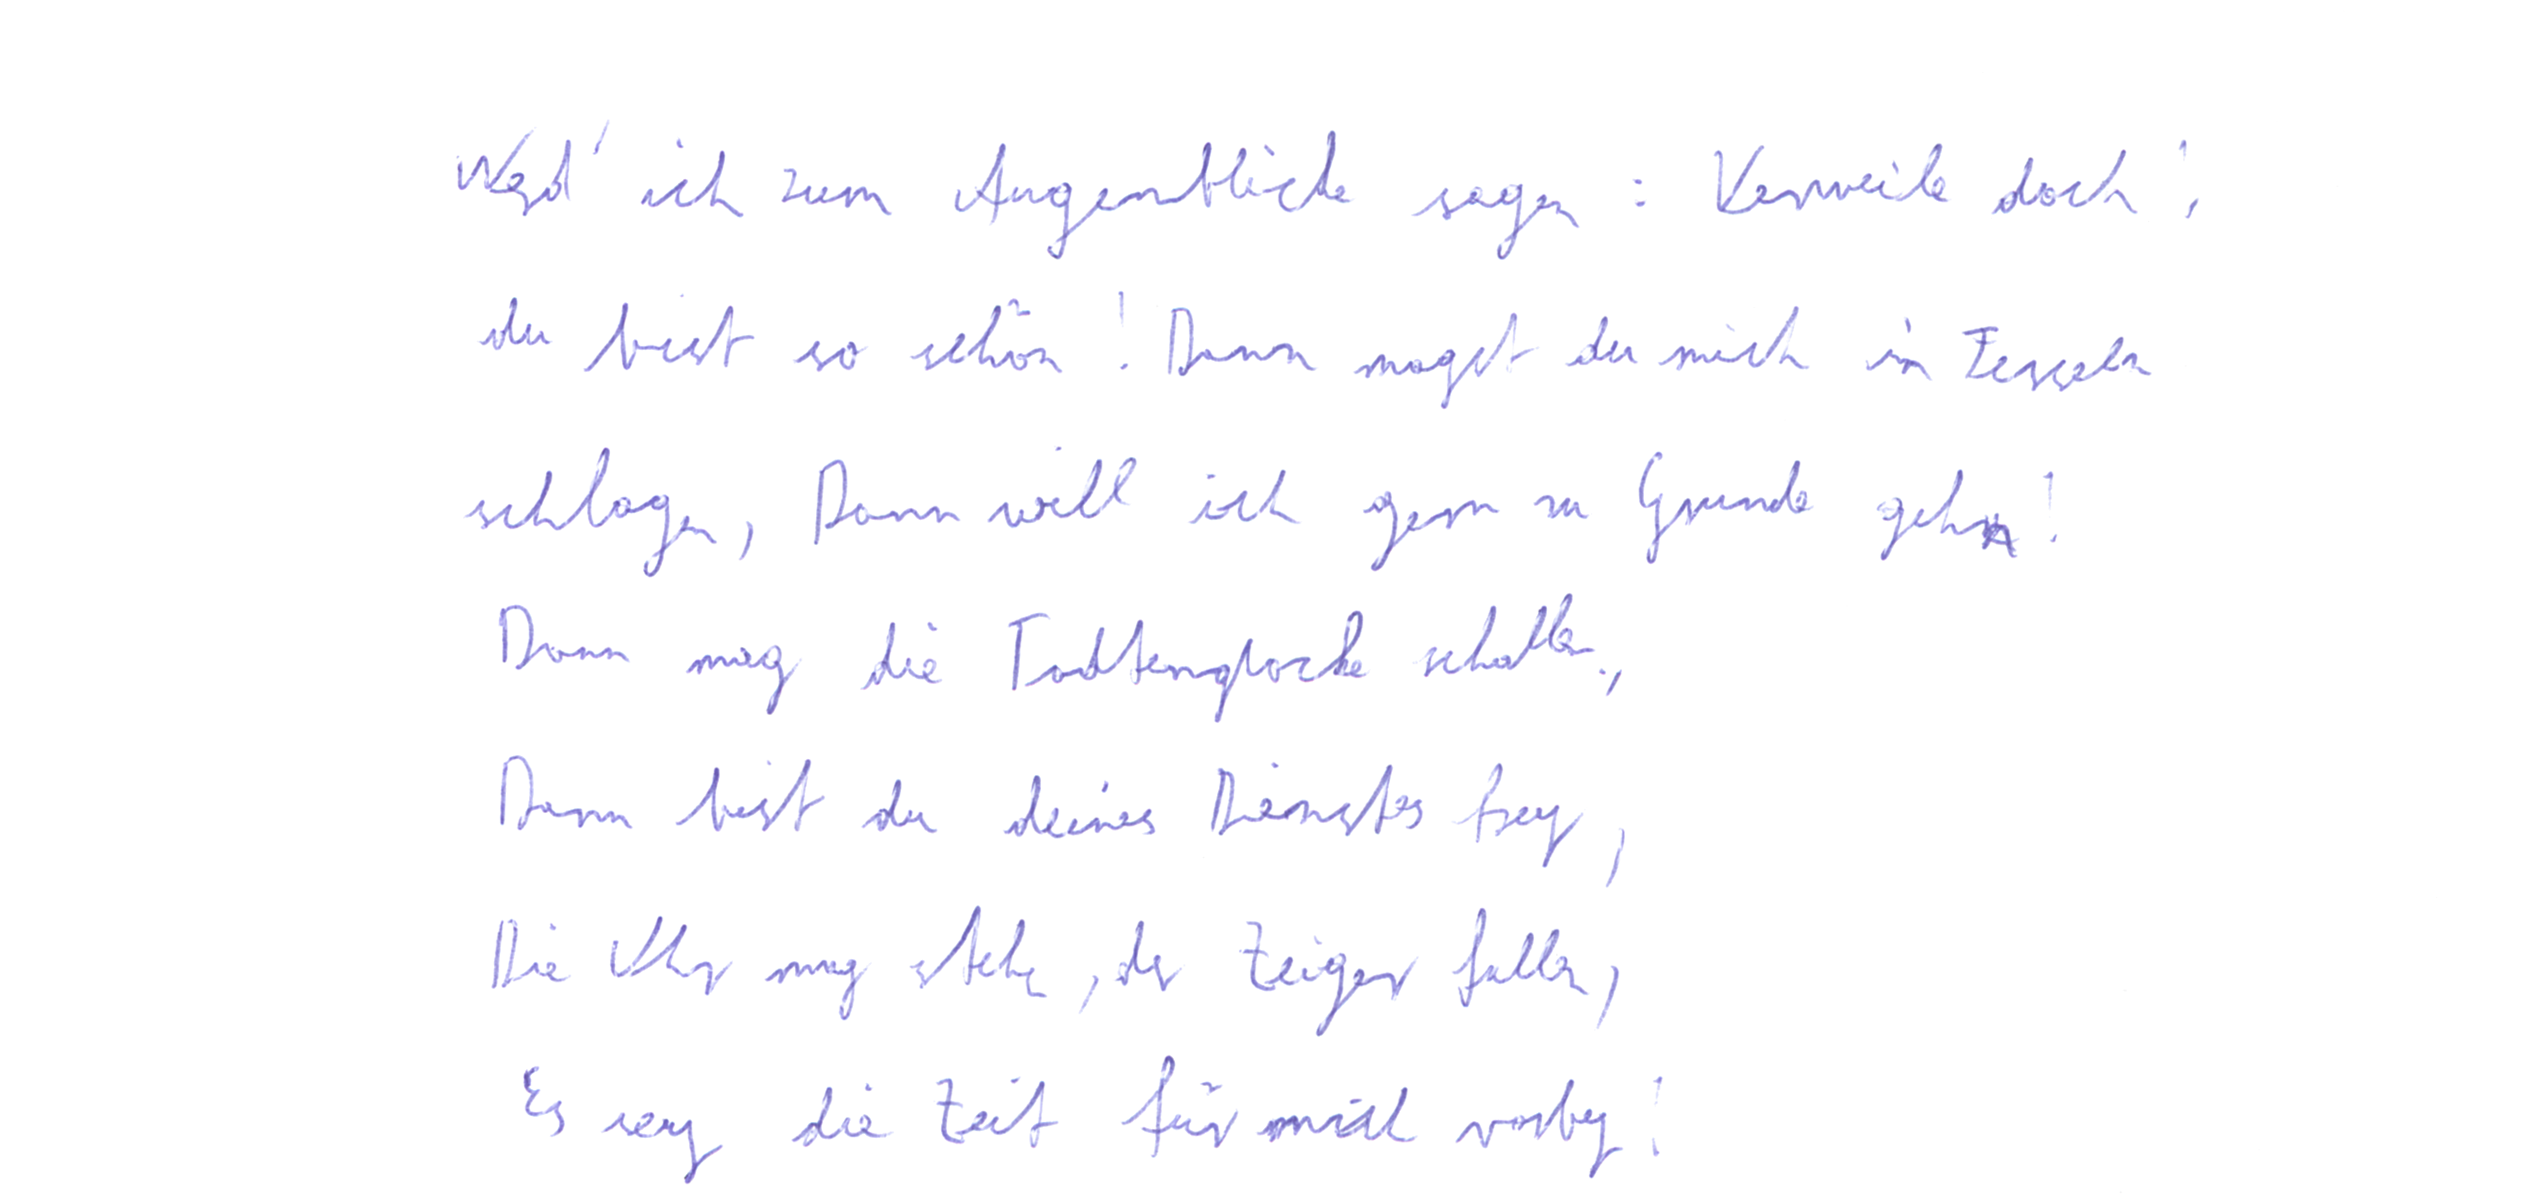 Werd' ich zum Augenblicke sagen : Verweile doch !,
du bist so schön ! Dann magst du mich in Fesseln
schlagen, Dann will ich gern zu Grunde gehn!
Dann mag die Todtenglocke schallen,
Dann bist du deines Dienstes frey,
Die Uhr mag stehn, der Zeiger fallen,
Es sey die Zeit für mich vorbey!